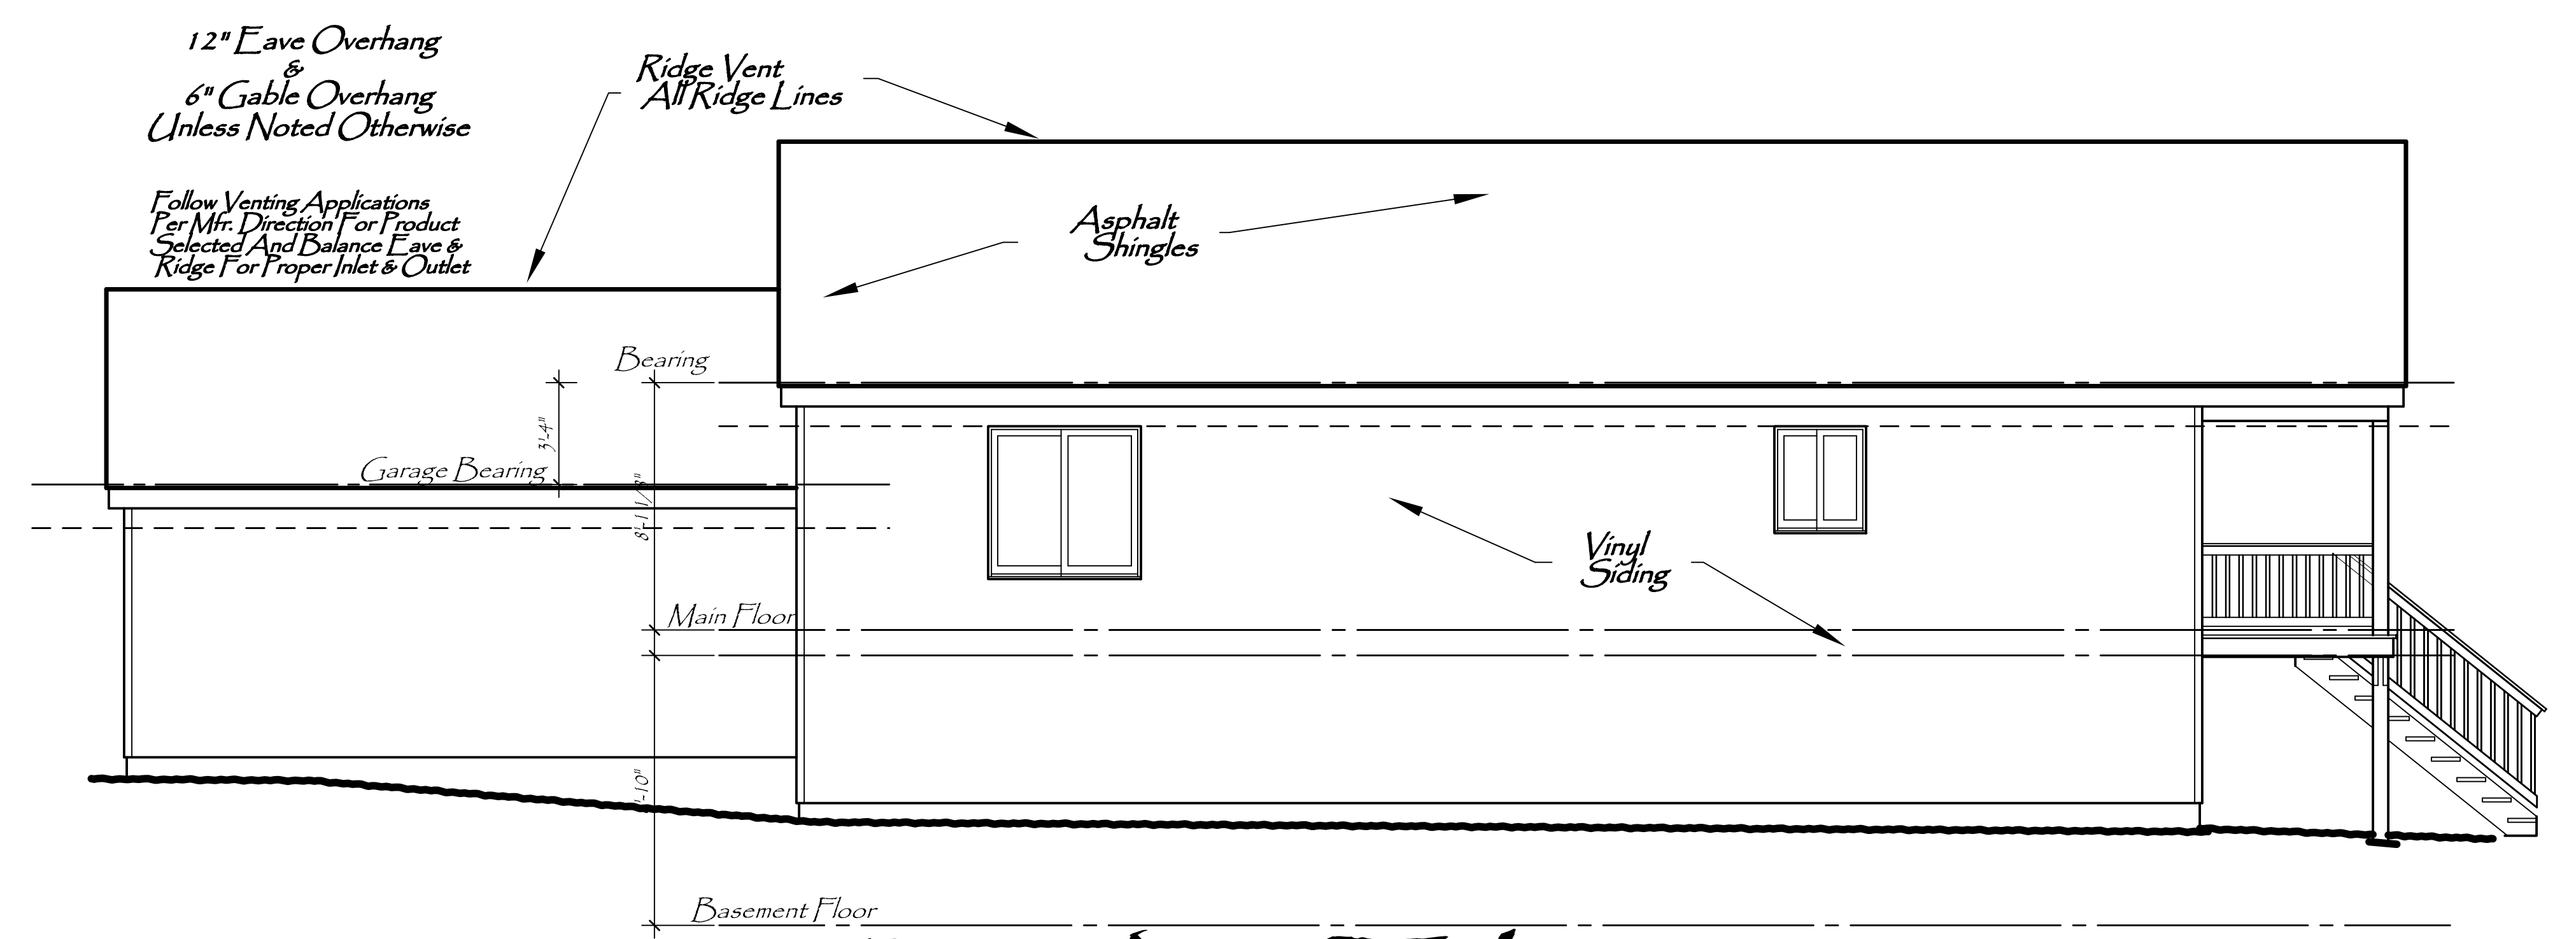 12" Eave Overhang
&
6" Gable Overhang
Unless Noted Otherwise
Follow Venting Applications
Per Mfr. Direction For Product
Selected And Balance Eave &
Ridge For Proper Inlet & Outlet
Ridge Vent
All Ridge Lines
Asphalt
Shingles
Bearing
3'-4"
Garage Bearing
8'-1 1/8"
Vinyl
Siding
Main Floor
'-10"
Basement Floor